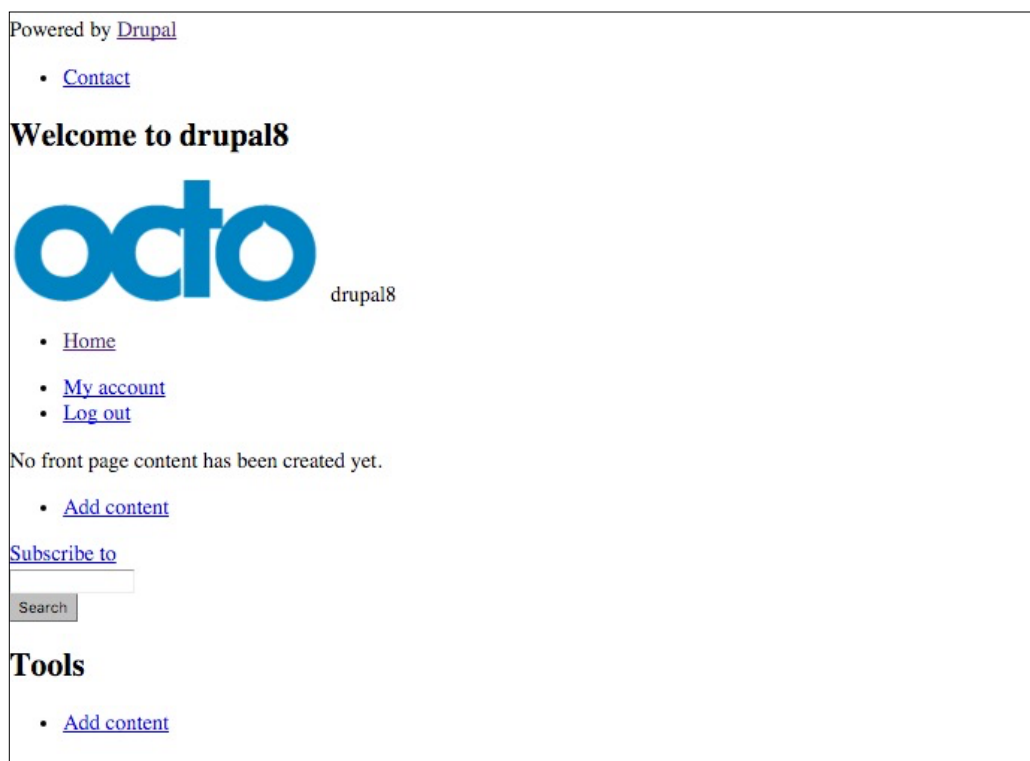 Powered by Drupal
Contact
Welcome to drupal8
octo drupal8
Home
My account
Log out
No front page content has been created yet.
Add content
Subscribe to
Search
Tools
Add content